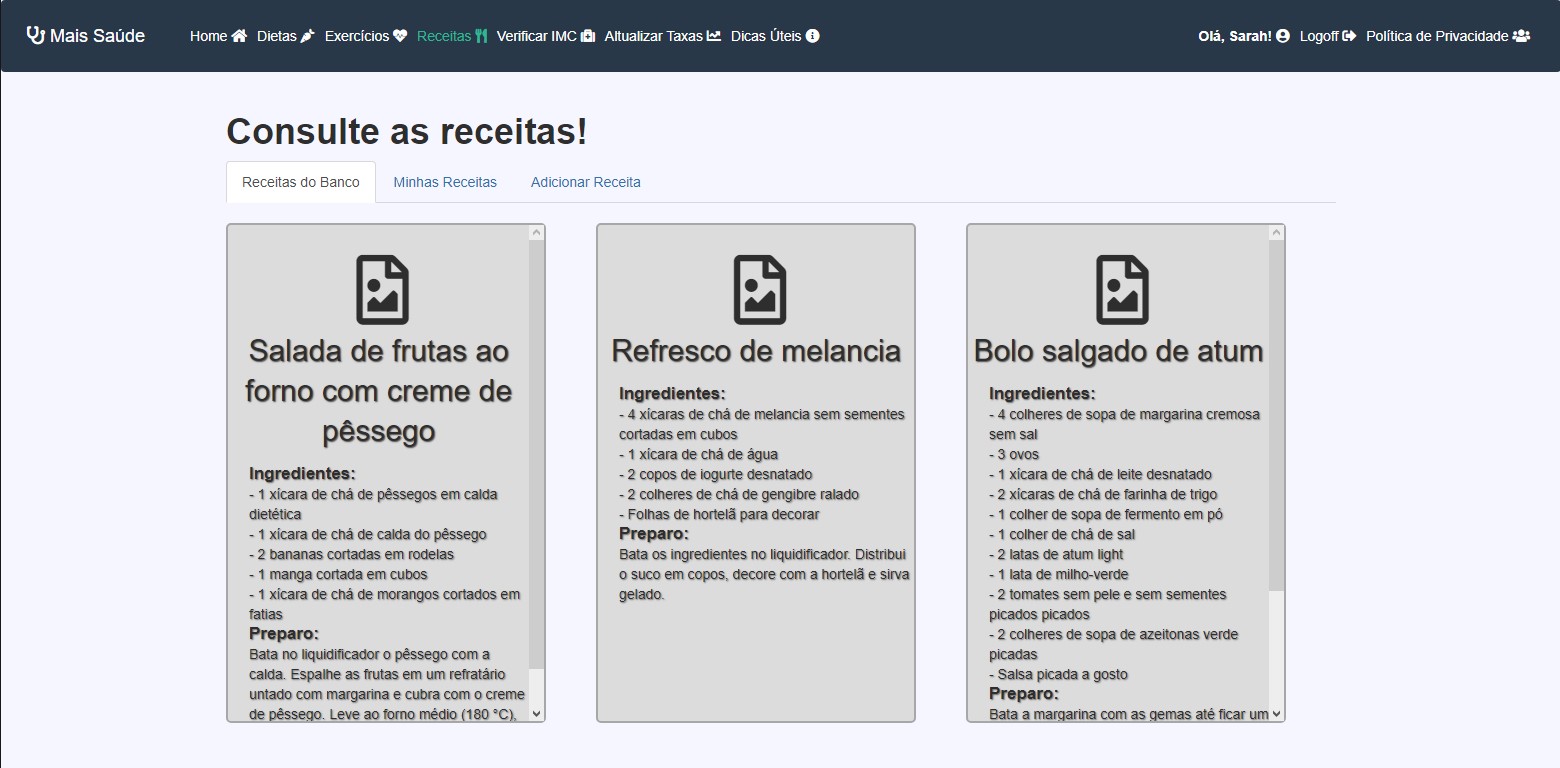 Mais Saúde Home Dietas Exercícios Receitas Verificar IMC Altualizar Taxas Dicas Úteis Olá, Sarah! Logoff Política de Privacidade
Consulte as receitas!
Receitas do Banco Minhas Receitas Adicionar Receita
Salada de frutas ao
forno com creme de
pêssego
Ingredientes:
- 1 xícara de chá de pêssegos em calda
dietética
- 1 xícara de chá de calda do pêssego
- 2 bananas cortadas em rodelas
- 1 manga cortada em cubos
- 1 xícara de chá de morangos cortados em
fatias
Preparo:
Bata no liquidificador o pêssego com a
calda. Espalhe as frutas em um refratário
untado com margarina e cubra com o creme
de pêssego. Leve ao forno médio (180 °C),
Refresco de melancia
Ingredientes:
- 4 xícaras de chá de melancia sem sementes
cortadas em cubos
- 1 xícara de chá de água
- 2 copos de iogurte desnatado
- 2 colheres de chá de gengibre ralado
- Folhas de hortelã para decorar
Preparo:
Bata os ingredientes no liquidificador. Distribui
o suco em copos, decore com a hortelã e sirva
gelado.
Bolo salgado de atum
Ingredientes:
- 4 colheres de sopa de margarina cremosa
sem sal
- 3 ovos
- 1 xícara de chá de leite desnatado
- 2 xícaras de chá de farinha de trigo
- 1 colher de sopa de fermento em pó
- 1 colher de chá de sal
- 2 latas de atum light
- 1 lata de milho-verde
- 2 tomates sem pele e sem sementes
picados picados
- 2 colheres de sopa de azeitonas verde
picadas
- Salsa picada a gosto
Preparo:
Bata a margarina com as gemas até ficar um